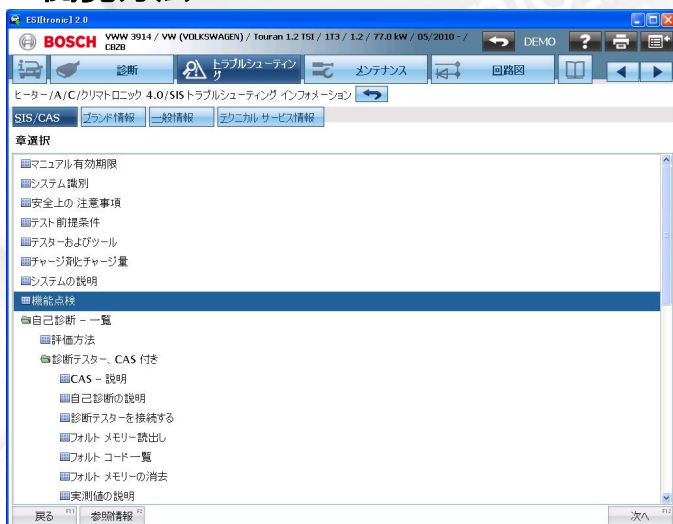 ESI[tronic] 2.0
BOSCH VWW 3914 / VW (VOLKSWAGEN) / Touran 1.2 TSI / 1T3 / 1.2 / 77.0 kW / 05/2010 - / CBZB DEMO ?
診断 トラブルシューティング メンテナンス 回路図
ヒーター/A/C/クリマトロニック 4.0/SIS トラブルシューティング インフォメーション
SIS/CAS ブランド情報 一般情報 テクニカル サービス情報
章選択
マニュアル有効期限
システム識別
安全上の 注意事項
テスト前提条件
テスターおよびツール
チャージ剤とチャージ量
システムの説明
機能点検
自己診断 – 一覧
評価方法
診断テスター、CAS 付き
CAS – 説明
自己診断の説明
診断テスターを接続する
フォルト メモリー読出し
フォルト コード一覧
フォルト メモリーの消去
実測値の説明
戻る F11 参照情報 F2 次へ F12